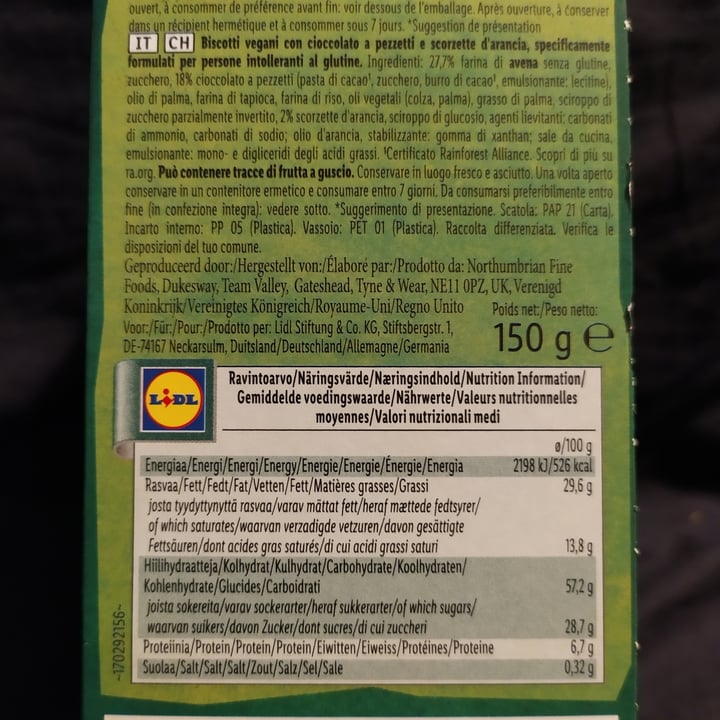 ouvert, à consommer de préférence avant fin: voir dessous de l'emballage. Après ouverture, à conserver
dans un récipient hermétique et à consommer sous 7 jours. *Suggestion de présentation
IT CH Biscotti vegani con cioccolato a pezzetti e scorzette d'arancia, specificamente
formulati per persone intolleranti al glutine. Ingredienti: 27,7% farina di avena senza glutine,
zucchero, 18% cioccolato a pezzetti (pasta di cacao¹, zucchero, burro di cacao¹, emulsionante: lecitine),
olio di palma, farina di tapioca, farina di riso, oli vegetali (colza, palma), grasso di palma, sciroppo di
zucchero parzialmente invertito, 2% scorzette d'arancia, sciroppo di glucosio, agenti lievitanti: carbonati
di ammonio, carbonati di sodio; olio d'arancia, stabilizzante: gomma di xanthan; sale da cucina,
emulsionante: mono- e digliceridi degli acidi grassi. ¹Certificato Rainforest Alliance. Scopri di più su
ra.org. Può contenere tracce di frutta a guscio. Conservare in luogo fresco e asciutto. Una volta aperto
conservare in un contenitore ermetico e consumare entro 7 giorni. Da consumarsi preferibilmente entro
fine (in confezione integra): vedere sotto. *Suggerimento di presentazione. Scatola: PAP 21 (Carta).
Incarto interno: PP 05 (Plastica). Vassoio: PET 01 (Plastica). Raccolta differenziata. Verifica le
disposizioni del tuo comune.
Geproduceerd door:/Hergestellt von:/Élaboré par:/Prodotto da: Northumbrian Fine
Foods, Dukesway, Team Valley, Gateshead, Tyne & Wear, NE11 0PZ, UK, Verenigd
Koninkrijk/Vereinigtes Königreich/Royaume-Uni/Regno Unito
Voor:/Für:/Pour:/Prodotto per: Lidl Stiftung & Co. KG, Stiftsbergstr. 1,
DE-74167 Neckarsulm, Duitsland/Deutschland/Allemagne/Germania
Poids net:/Peso netto:
150 g ℮
LIDL
Ravintoarvo/Näringsvärde/Næringsindhold/Nutrition Information/
Gemiddelde voedingswaarde/Nährwerte/Valeurs nutritionnelles
moyennes/Valori nutrizionali medi
ø/100 g
Energiaa/Energi/Energi/Energy/Energie/Energie/Énergie/Energia 2198 kJ/526 kcal
Rasvaa/Fett/Fedt/Fat/Vetten/Fett/Matières grasses/Grassi 29,6 g
josta tyydyttynyttä rasvaa/varav mättat fett/heraf mættede fedtsyrer/
of which saturates/waarvan verzadigde vetzuren/davon gesättigte
Fettsäuren/dont acides gras saturés/di cui acidi grassi saturi 13,8 g
Hiilihydraatteja/Kolhydrat/Kulhydrat/Carbohydrate/Koolhydraten/
Kohlenhydrate/Glucides/Carboidrati 57,2 g
joista sokereita/varav sockerarter/heraf sukkerarter/of which sugars/
waarvan suikers/davon Zucker/dont sucres/di cui zuccheri 28,7 g
Proteiinia/Protein/Protein/Protein/Eiwitten/Eiweiss/Protéines/Proteine 6,7 g
Suolaa/Salt/Salt/Salt/Zout/Salz/Sel/Sale 0,32 g
~170292156~